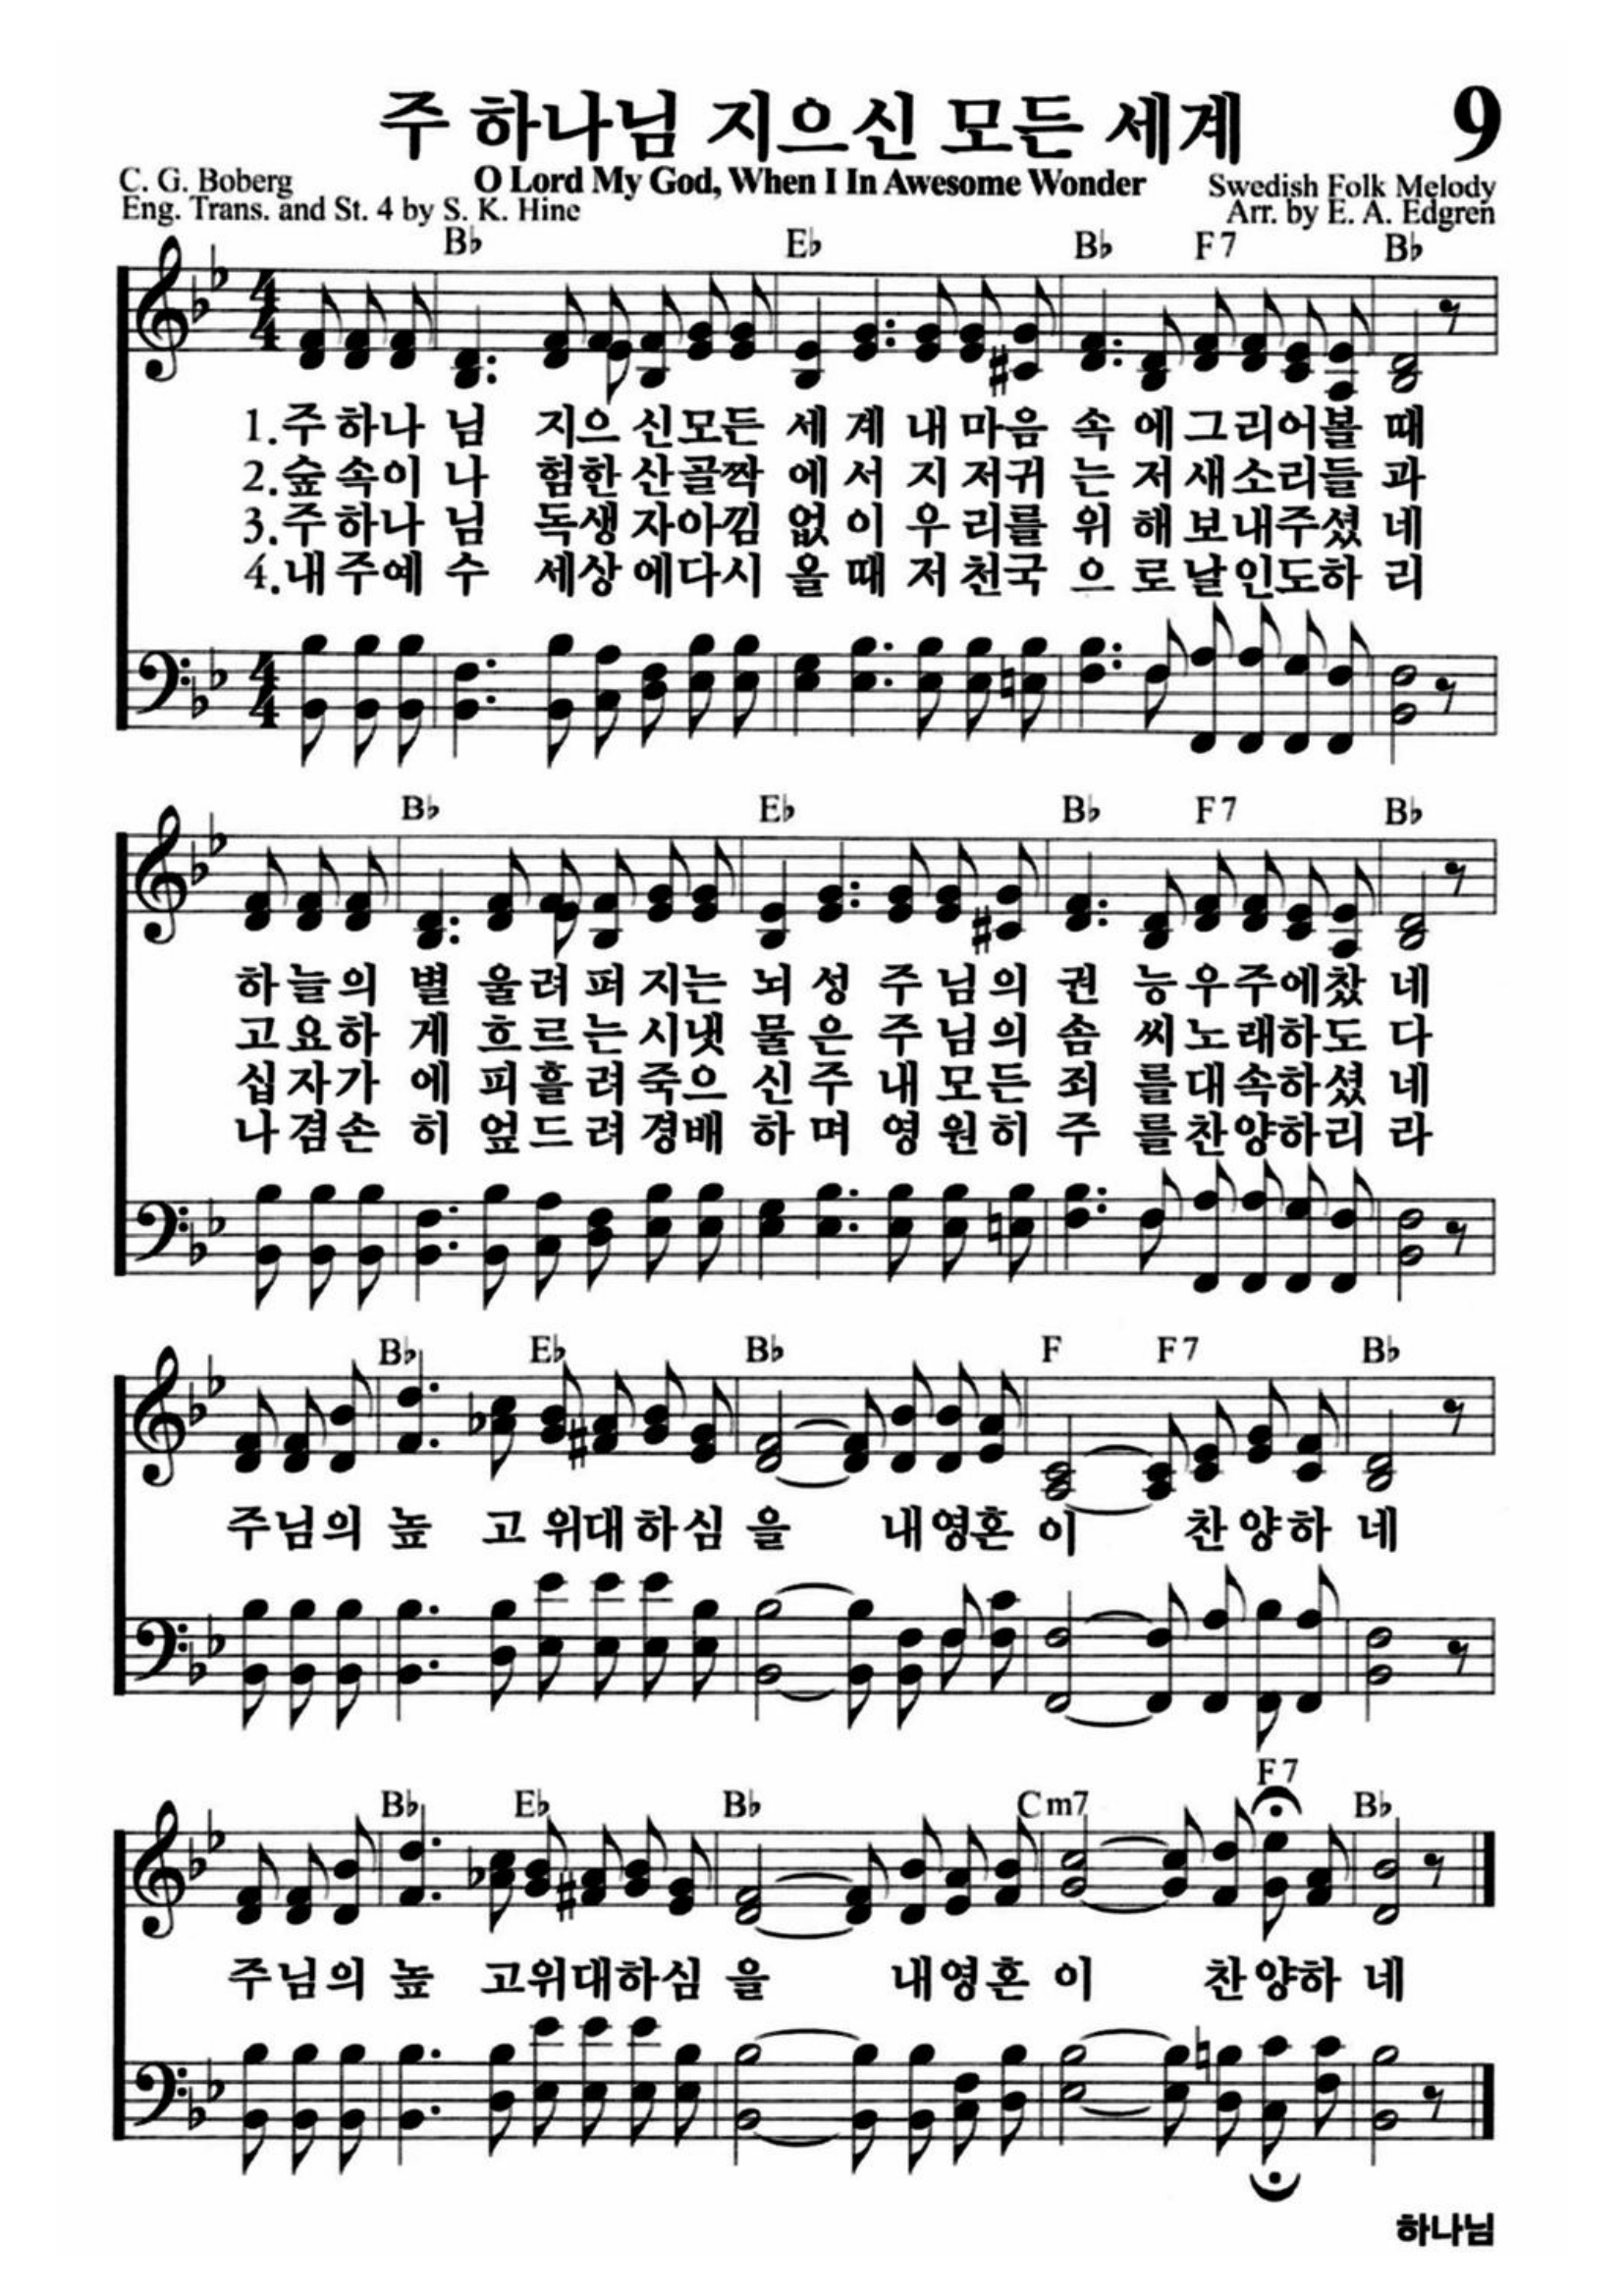 주 하나님 지으신 모든 세계 9
C. G. Boberg O Lord My God, When I In Awesome Wonder Swedish Folk Melody
Eng. Trans. and St. 4 by S. K. Hine Arr. by E. A. Edgren
B♭ E♭ B♭ F7 B♭
1.주하나 님 지으 신모든 세 계 내 마음 속 에 그리어볼 때
2.숲속이 나 험한 산골짝 에 서 지 저귀 는 저 새소리들 과
3.주하나 님 독생 자아낌 없 이 우 리를 위 해 보내주셨 네
4.내주예 수 세상 에다시 올 때 저 천국 으 로 날인도하 리
B♭ E♭ B♭ F7 B♭
하늘의 별 울려 퍼 지는 뇌 성 주 님의 권 능 우주에찼 네
고요하 게 흐르는 시냇 물 은 주 님의 솜 씨 노래하도 다
십자가 에 피흘려 죽으 신 주 내 모든 죄 를 대속하셨 네
나겸손 히 엎드려 경배 하 며 영 원히 주 를 찬양하리 라
B♭ E♭ B♭ F F7 B♭
주님의 높 고 위대하심 을 내영혼 이 찬양하 네
F7
B♭ E♭ B♭ Cm7 B♭
주님의 높 고위대하심 을 내영혼 이 찬양하 네
하나님